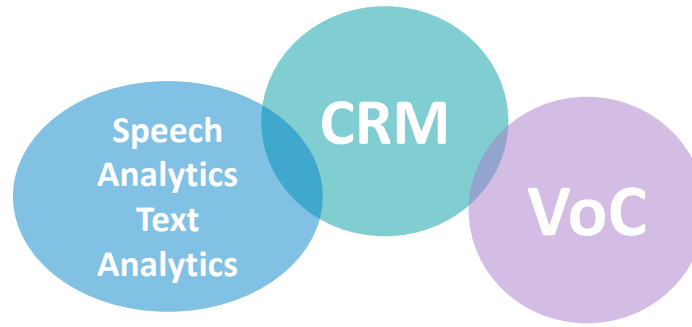 Speech
Analytics
Text
Analytics
CRM
VoC